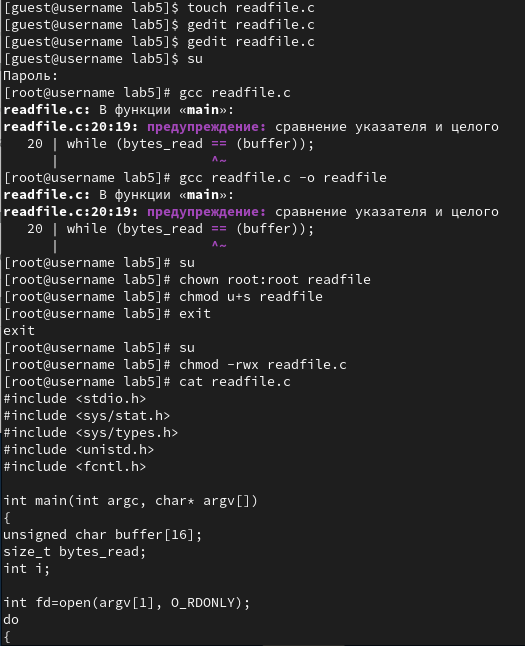 [guest@username lab5]$ touch readfile.c
[guest@username lab5]$ gedit readfile.c
[guest@username lab5]$ gedit readfile.c
[guest@username lab5]$ su
Пароль:
[root@username lab5]# gcc readfile.c
readfile.c: В функции «main»:
readfile.c:20:19: предупреждение: сравнение указателя и целого
   20 | while (bytes_read == (buffer));
      |                   ^~
[root@username lab5]# gcc readfile.c -o readfile
readfile.c: В функции «main»:
readfile.c:20:19: предупреждение: сравнение указателя и целого
   20 | while (bytes_read == (buffer));
      |                   ^~
[root@username lab5]# su
[root@username lab5]# chown root:root readfile
[root@username lab5]# chmod u+s readfile
[root@username lab5]# exit
exit
[root@username lab5]# su
[root@username lab5]# chmod -rwx readfile.c
[root@username lab5]# cat readfile.c
#include <stdio.h>
#include <sys/stat.h>
#include <sys/types.h>
#include <unistd.h>
#include <fcntl.h>

int main(int argc, char* argv[])
{
unsigned char buffer[16];
size_t bytes_read;
int i;

int fd=open(argv[1], O_RDONLY);
do
{